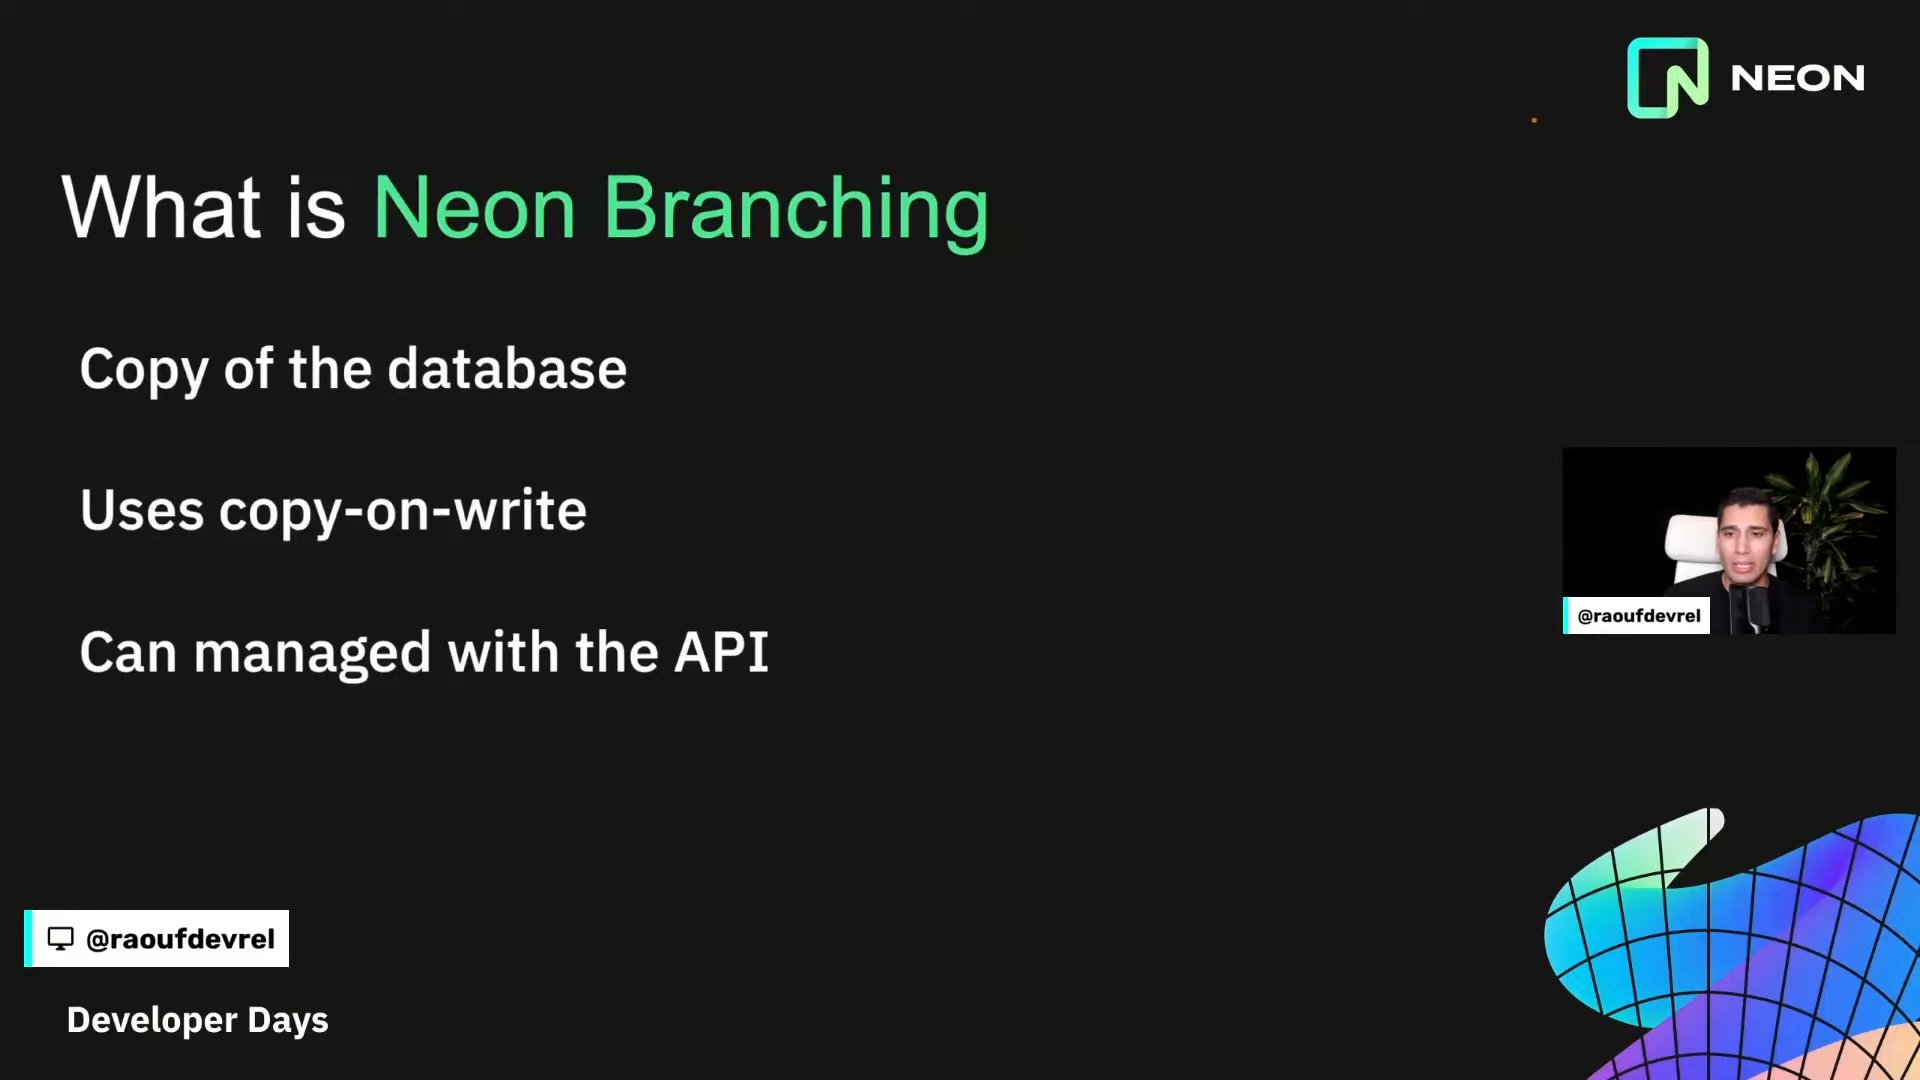 NEON
What is Neon Branching
Copy of the database
Uses copy-on-write
Can managed with the API
@raoufdevrel
@raoufdevrel
Developer Days